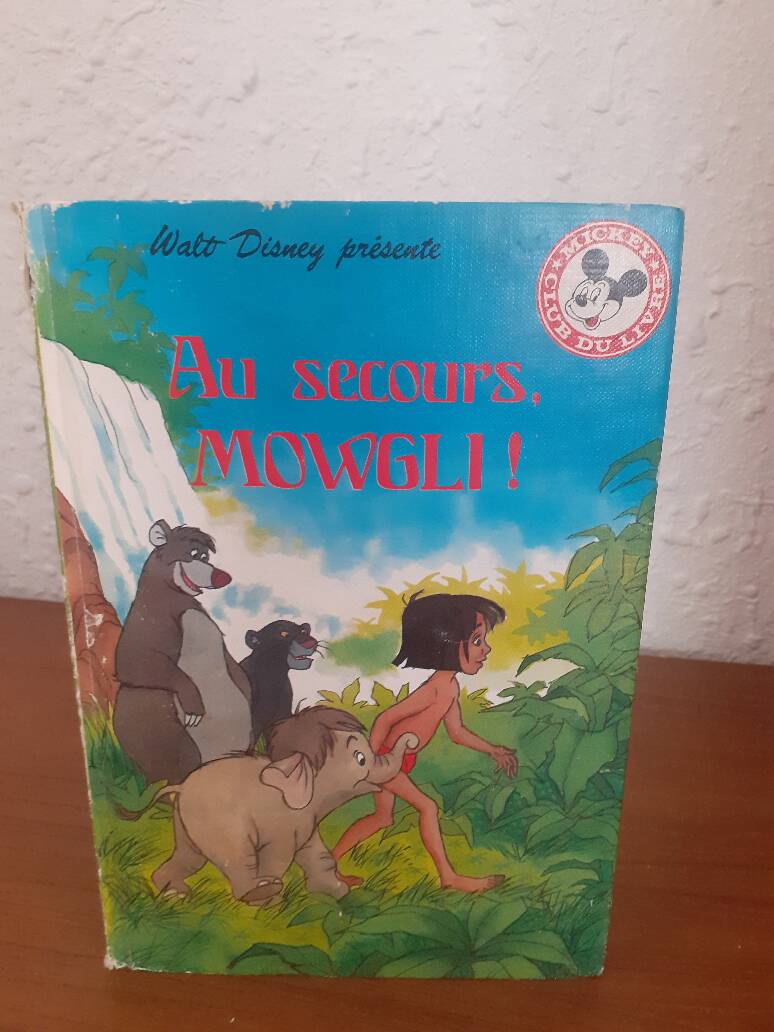 Walt Disney présente
MICKEY
CLUB DU LIVRE
Au secours,
MOWGLI !